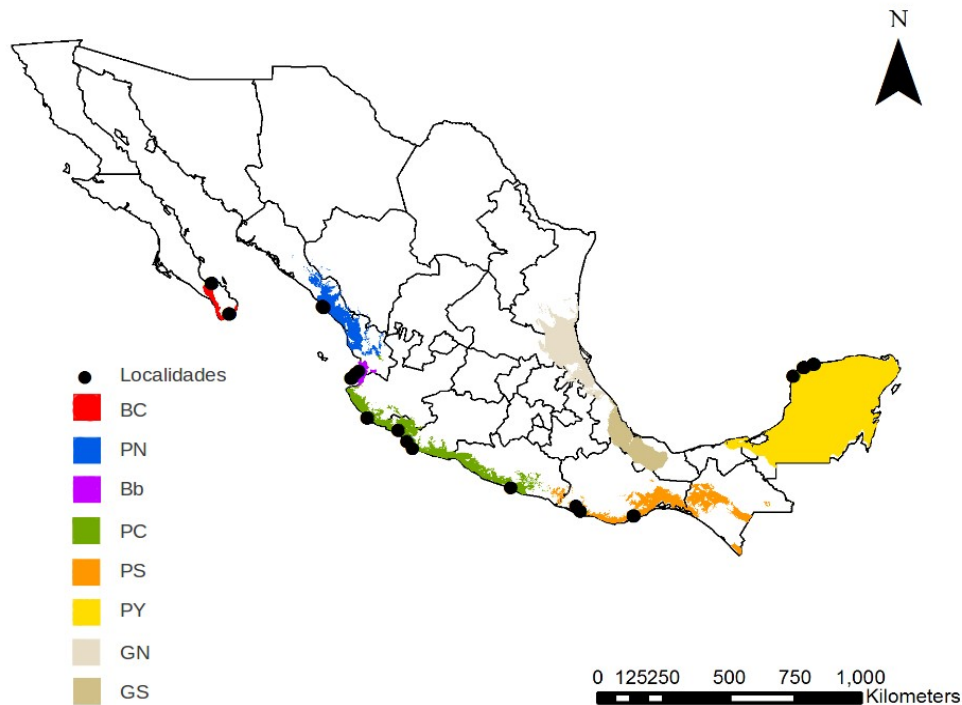 N
Localidades
BC
PN
Bb
PC
PS
PY
GN
GS
0 125250 500 750 1,000
Kilometers